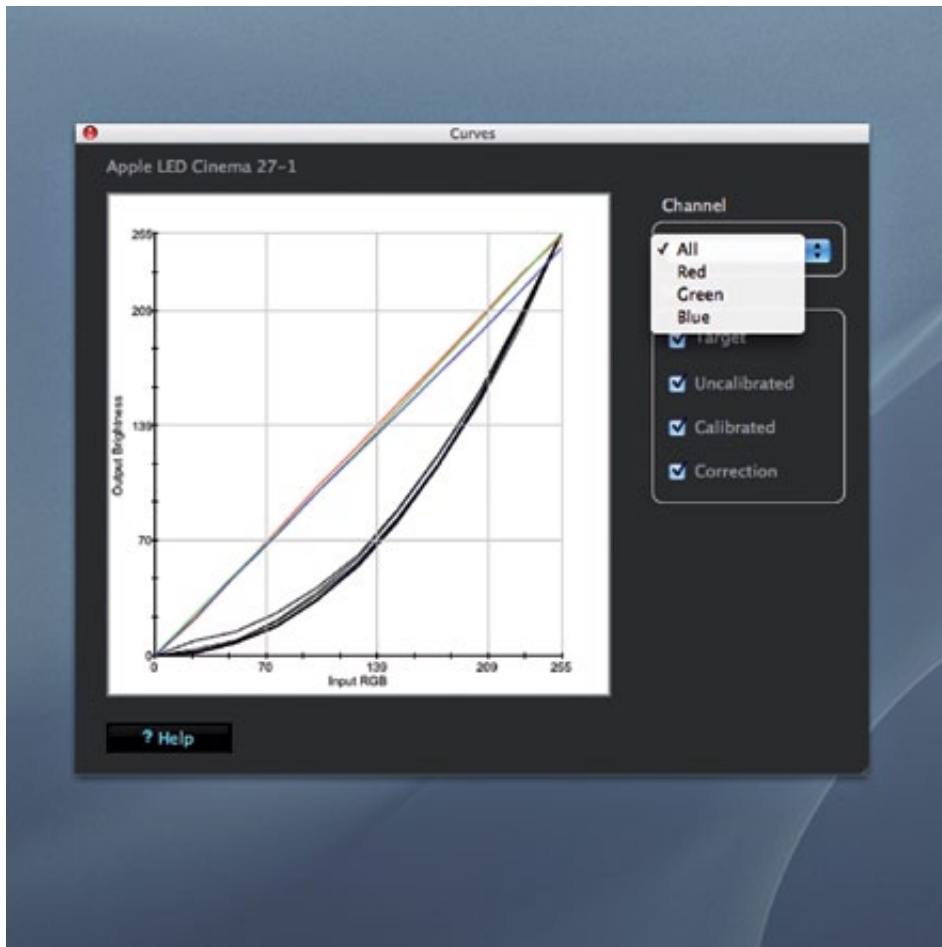 Curves
Apple LED Cinema 27-1
Channel
All
Red
Green
Blue
Target
Uncalibrated
Calibrated
Correction
255
209
139
70
0
Output Brightness
0
70
139
209
255
Input RGB
? Help